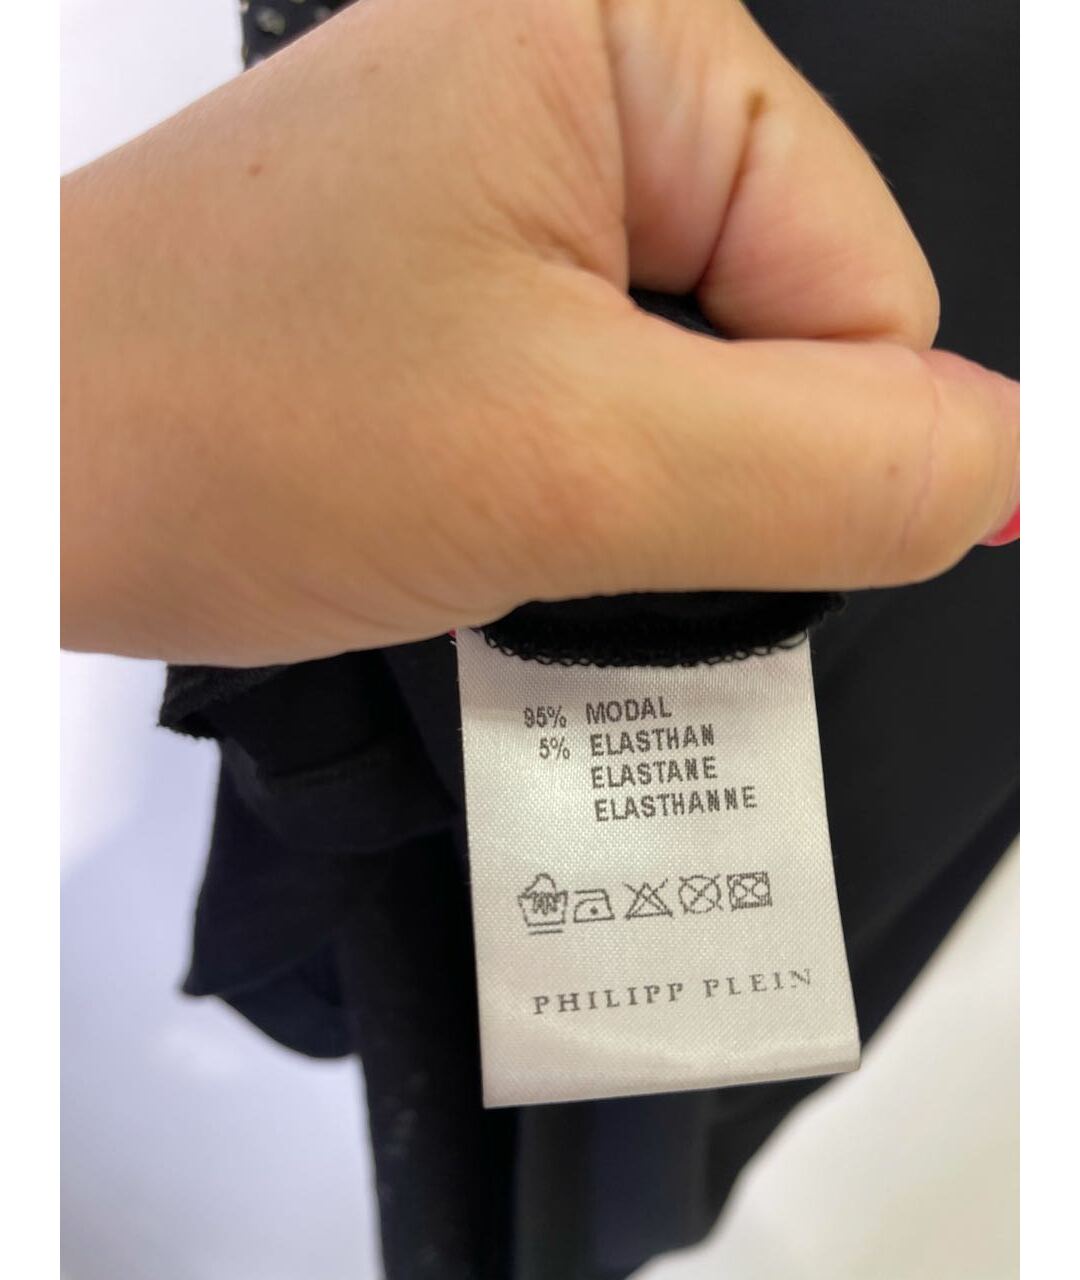 95% MODAL
5% ELASTHAN
ELASTANE
ELASTHANNE
PHILIPP PLEIN